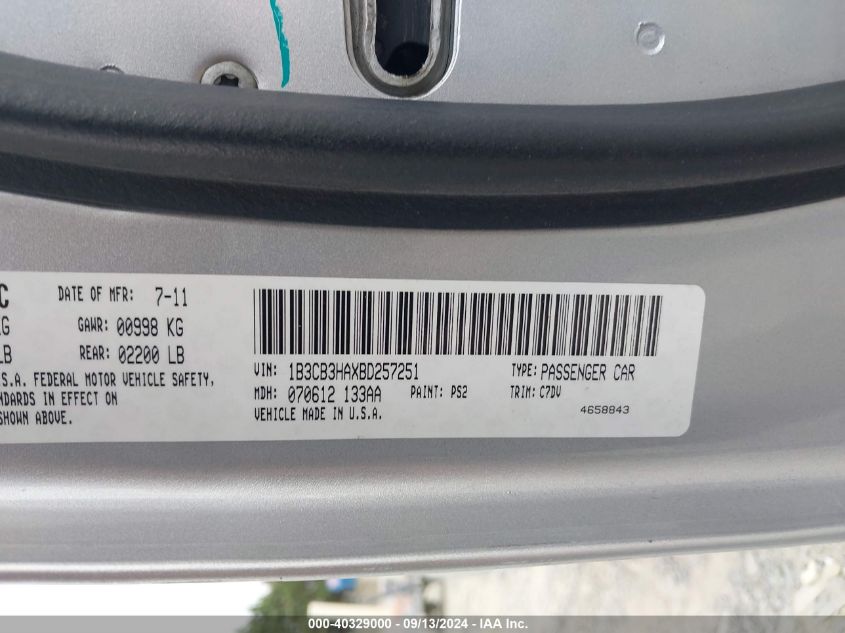 C DATE OF MFR: 7-11
KG GAWR: 00998 KG
LB REAR: 02200 LB
.S.A. FEDERAL MOTOR VEHICLE SAFETY,
NDARDS IN EFFECT ON
SHOWN ABOVE.
VIN: 1B3CB3HAXBD257251 TYPE: PASSENGER CAR
MDH: 070612 133AA PAINT: PS2 TRIM: C7DV
VEHICLE MADE IN U.S.A. 4658843
000-40329000 - 09/13/2024 - IAA Inc.